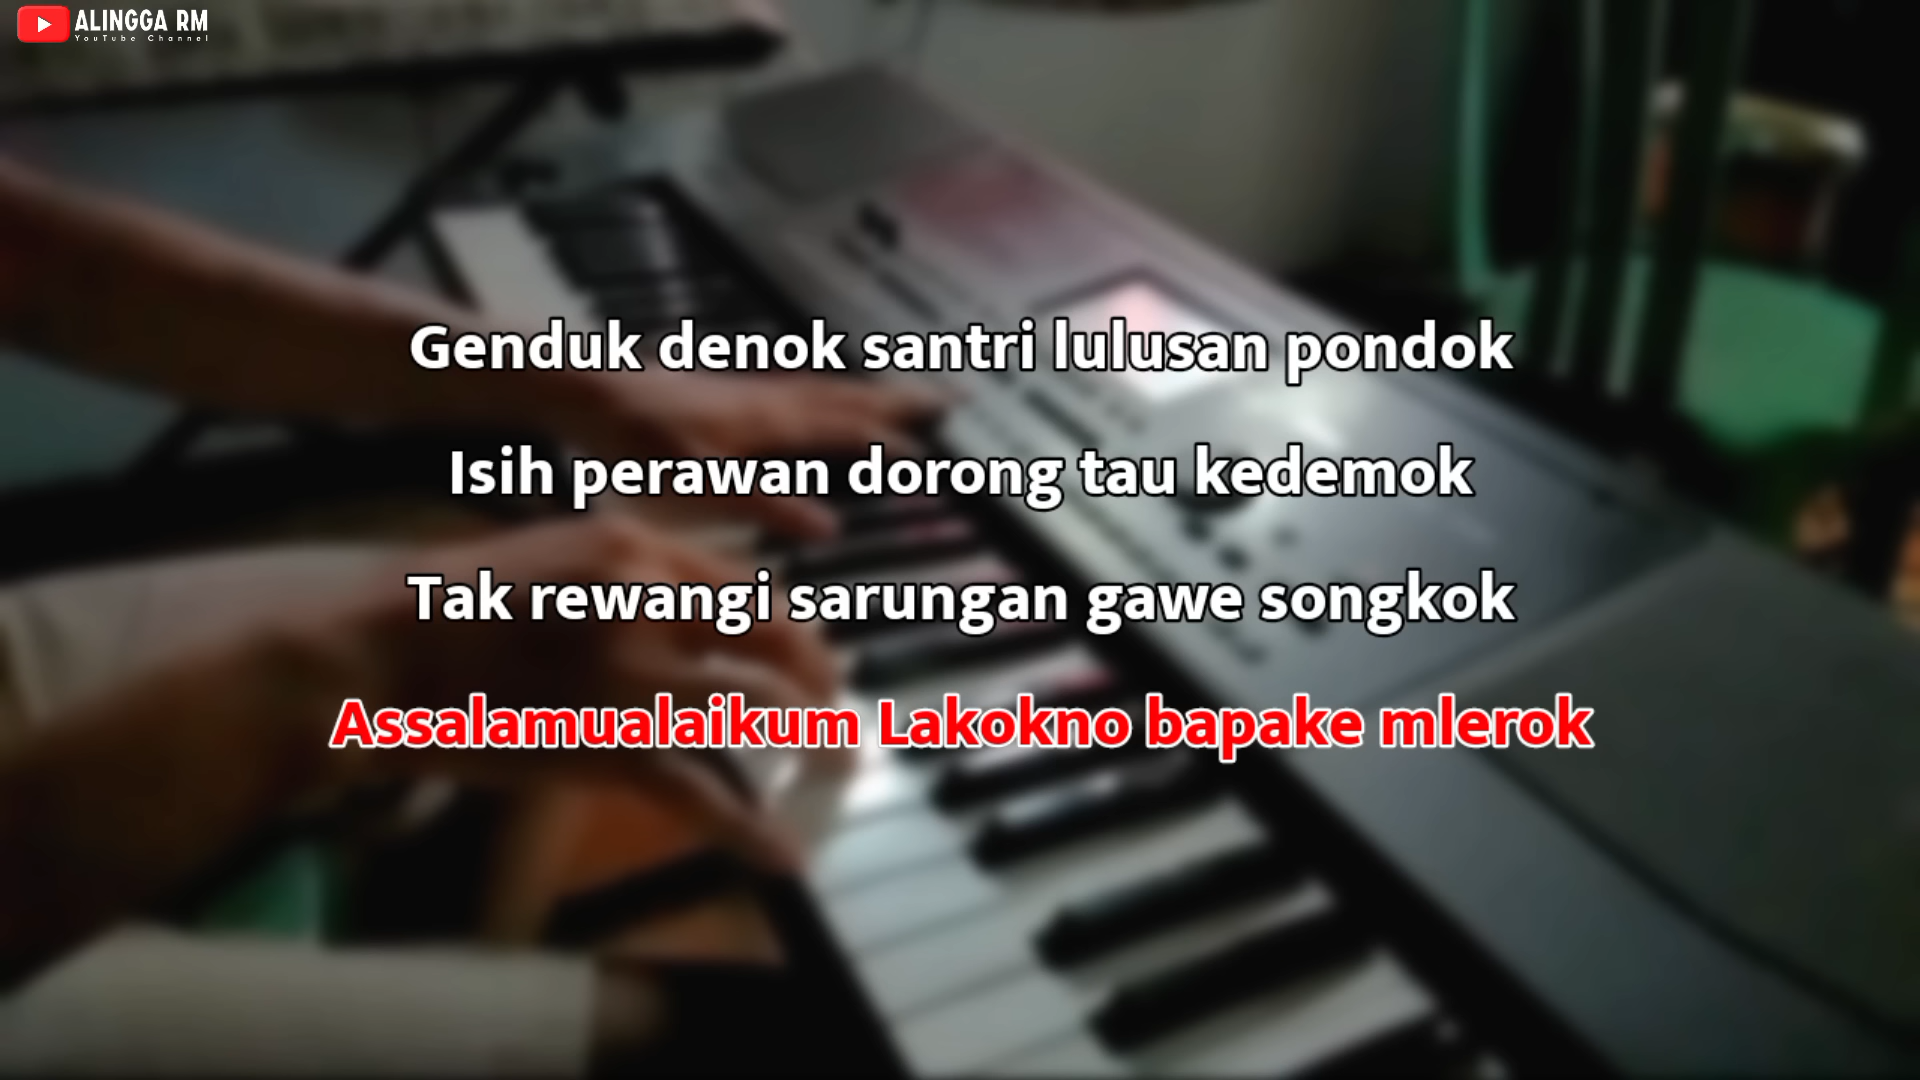 ALINGGA RM
YouTube Channel
Genduk denok santri lulusan pondok
Isih perawan dorong tau kedemok
Tak rewangi sarungan gawe songkok
Assalamualaikum Lakokno bapake mlerok